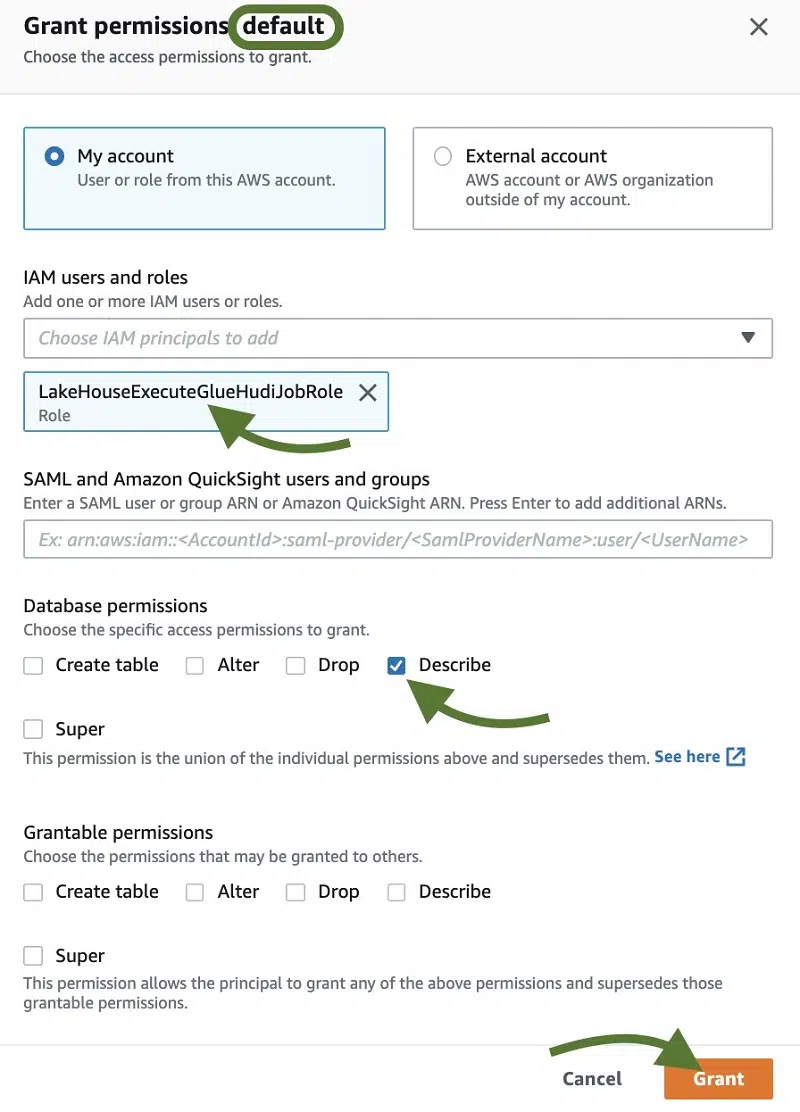 Grant permissions default
Choose the access permissions to grant.
My account
User or role from this AWS account.
External account
AWS account or AWS organization
outside of my account.
IAM users and roles
Add one or more IAM users or roles.
Choose IAM principals to add
LakeHouseExecuteGlueHudiJobRole
Role
SAML and Amazon QuickSight users and groups
Enter a SAML user or group ARN or Amazon QuickSight ARN. Press Enter to add additional ARNs.
Ex: arn:aws:iam::<AccountId>:saml-provider/<SamlProviderName>:user/<UserName>
Database permissions
Choose the specific access permissions to grant.
Create table Alter Drop Describe
Super
This permission is the union of the individual permissions above and supersedes them. See here
Grantable permissions
Choose the permissions that may be granted to others.
Create table Alter Drop Describe
Super
This permission allows the principal to grant any of the above permissions and supersedes those
grantable permissions.
Cancel Grant